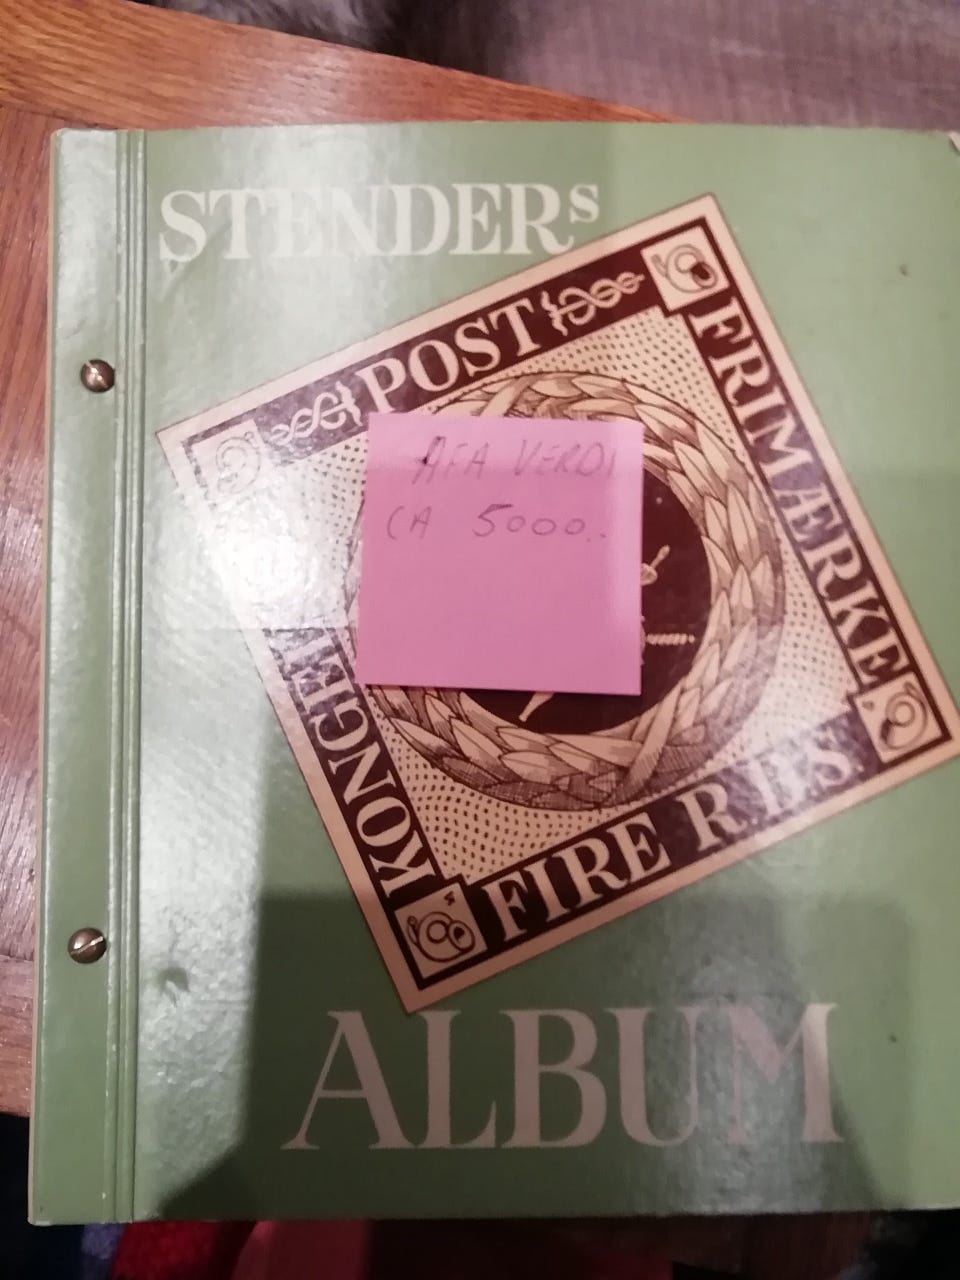 STENDERS
KONGEL
POST
FRIMÆRKE
FIRE R.B.S.
ALBUM
AFA VERDI
CA 5000..